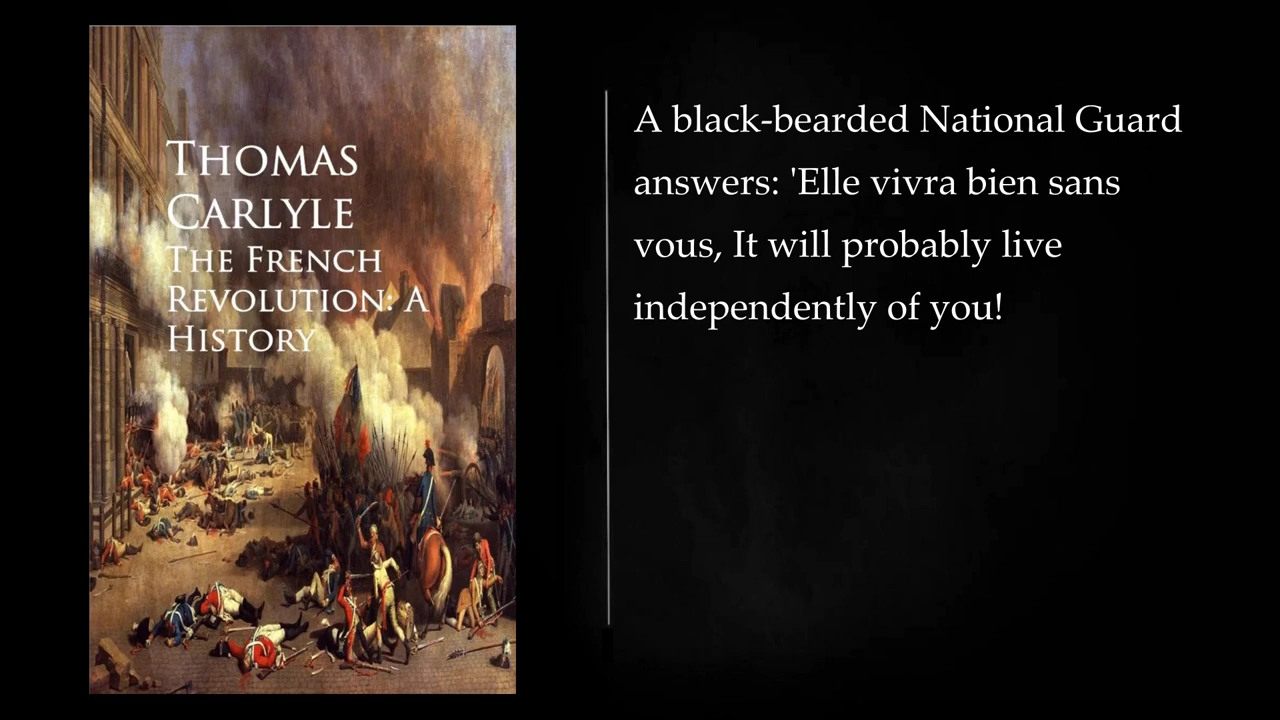 THOMAS
CARLYLE
THE FRENCH
REVOLUTION: A
HISTORY
A black-bearded National Guard
answers: 'Elle vivra bien sans
vous, It will probably live
independently of you!